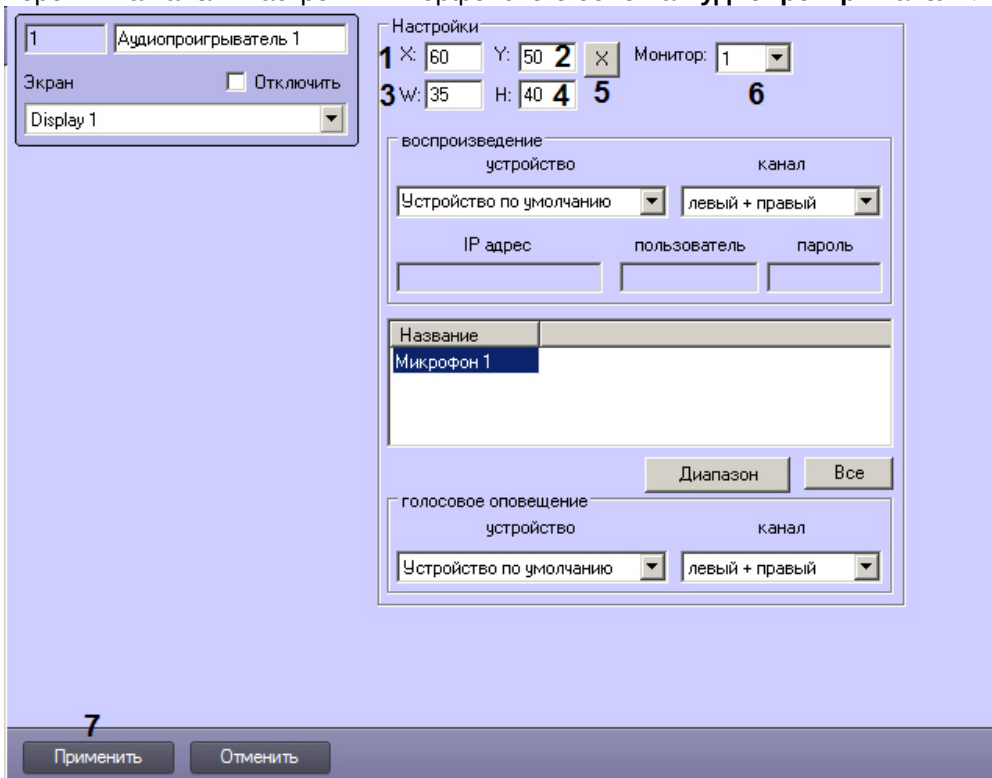 1 Аудиопроигрыватель 1
Экран Отключить
Display 1
Настройки
1 X: 60 Y: 50 2 X Монитор: 1
3 W: 35 H: 40 4 5 6
воспроизведение
устройство канал
Устройство по умолчанию левый + правый
IP адрес пользователь пароль
Название
Микрофон 1
Диапазон Все
голосовое оповещение
устройство канал
Устройство по умолчанию левый + правый
7
Применить Отменить